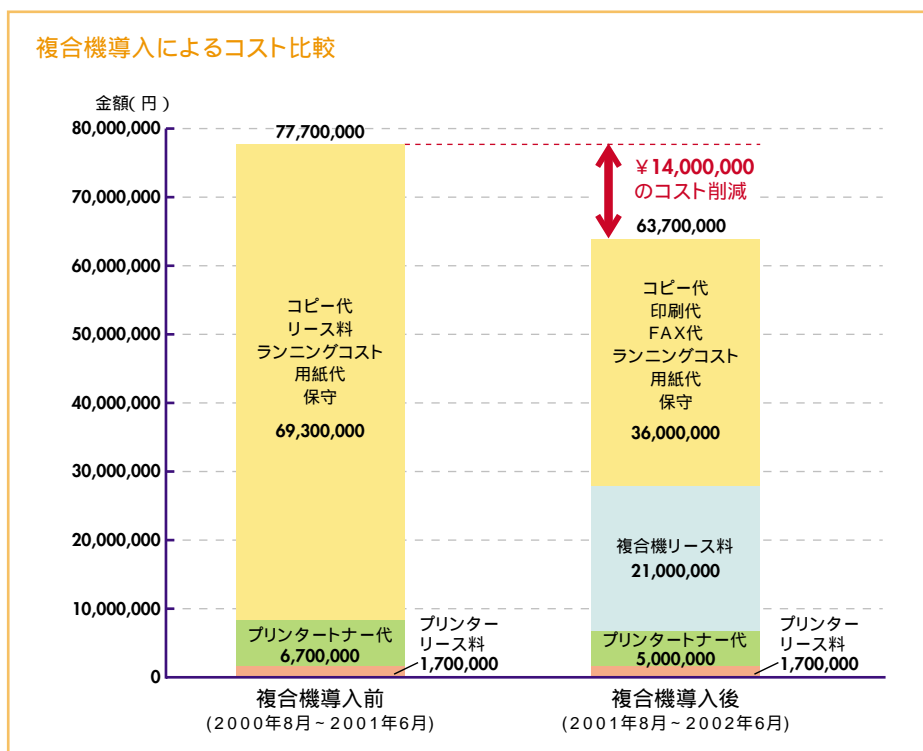 複合機導入によるコスト比較
金額(円)
80,000,000
70,000,000
60,000,000
50,000,000
40,000,000
30,000,000
20,000,000
10,000,000
0
77,700,000
コピー代
リース料
ランニングコスト
用紙代
保守
69,300,000
プリンタートナー代
6,700,000
プリンター
リース料
1,700,000
¥14,000,000
のコスト削減
63,700,000
コピー代
印刷代
FAX代
ランニングコスト
用紙代
保守
36,000,000
複合機リース料
21,000,000
プリンタートナー代
5,000,000
プリンター
リース料
1,700,000
複合機導入前
(2000年8月~2001年6月)
複合機導入後
(2001年8月~2002年6月)